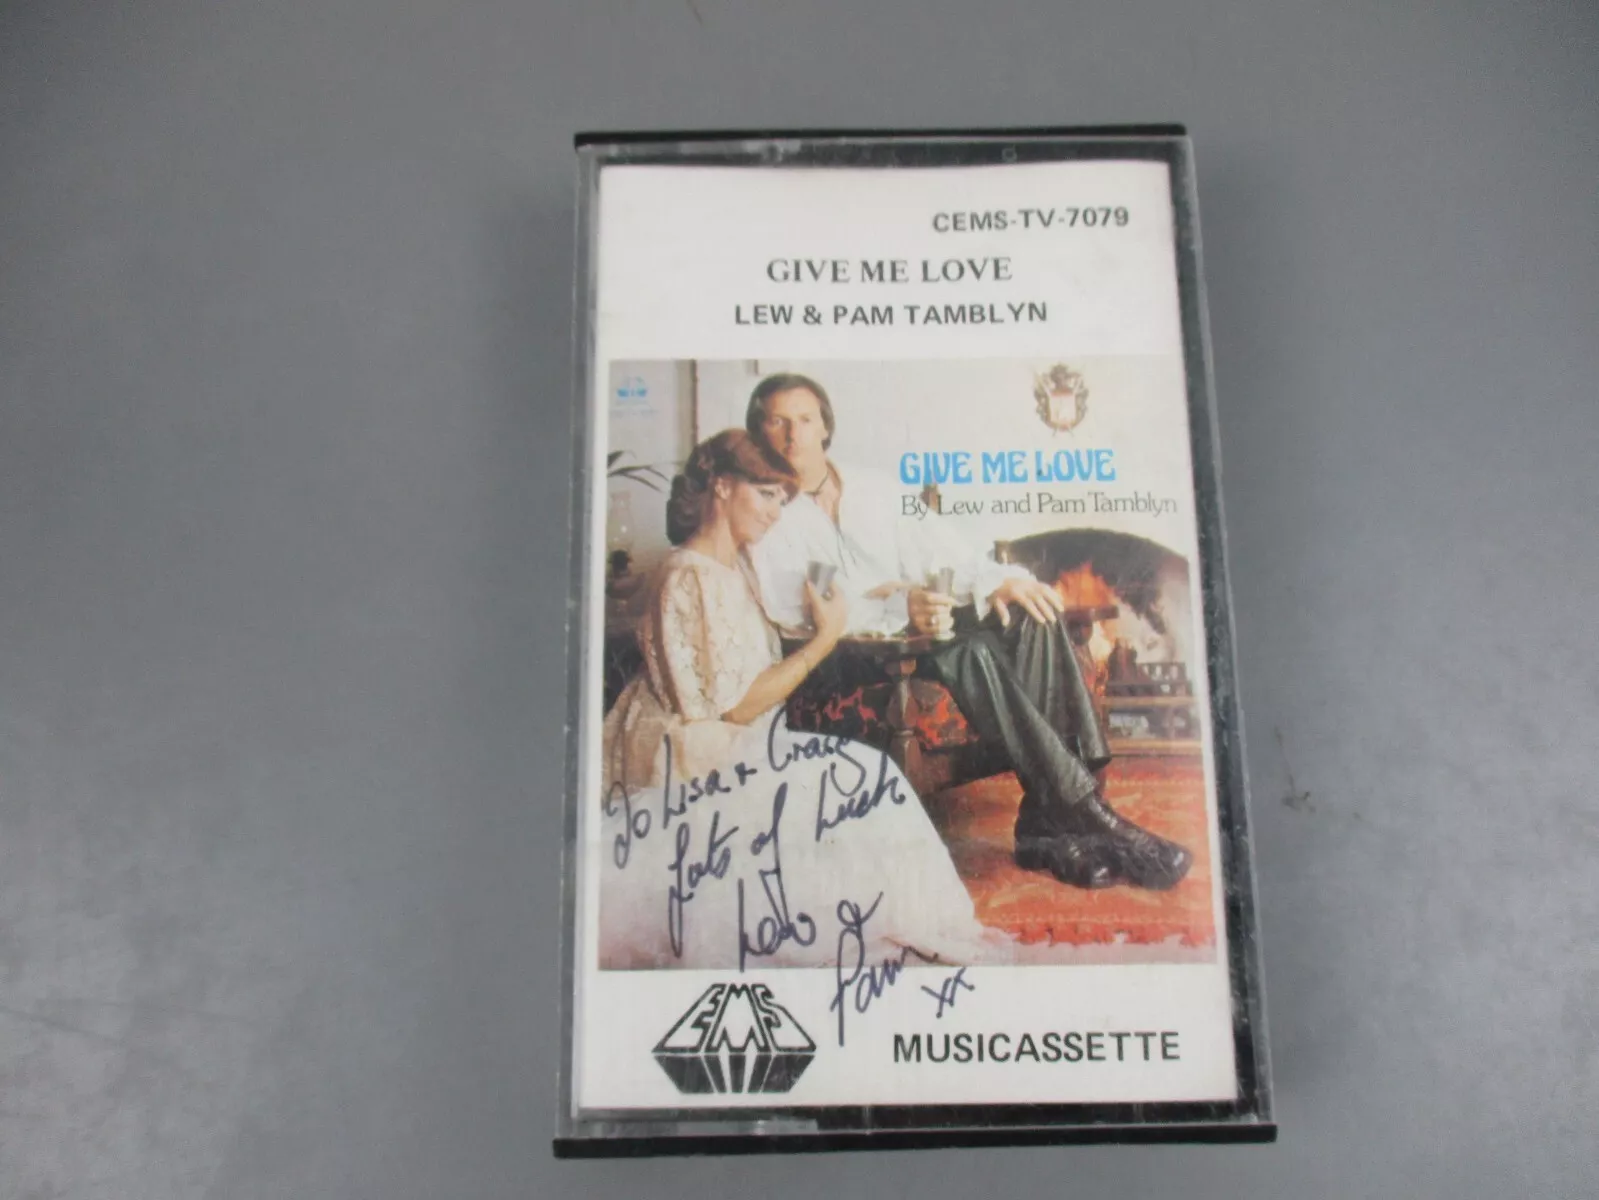 CEMS-TV-7079
GIVE ME LOVE
LEW & PAM TAMBLYN
GIVE ME LOVE
By Lew and Pam Tamblyn
To Lisa + Craig
Lots of Luck
Lew &
Pam
xx
EMS
MUSICASSETTE